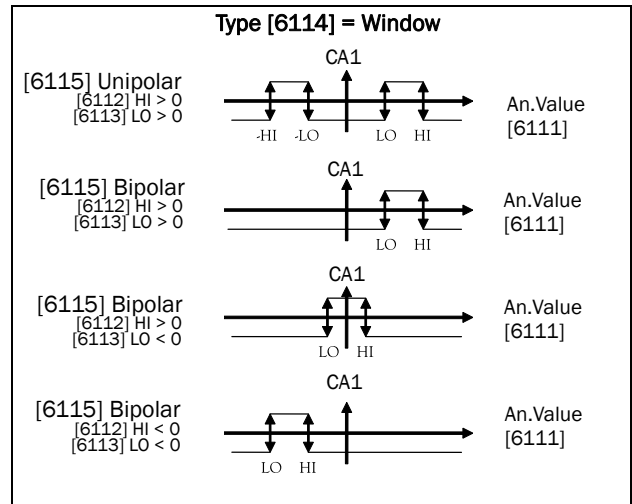 Type [6114] = Window
CA1
[6115] Unipolar
[6112] HI > 0
[6113] LO > 0
An.Value
[6111]
-HI -LO LO HI
CA1
[6115] Bipolar
[6112] HI > 0
[6113] LO > 0
An.Value
[6111]
LO HI
CA1
[6115] Bipolar
[6112] HI > 0
[6113] LO < 0
An.Value
[6111]
LO HI
CA1
[6115] Bipolar
[6112] HI < 0
[6113] LO < 0
An.Value
[6111]
LO HI